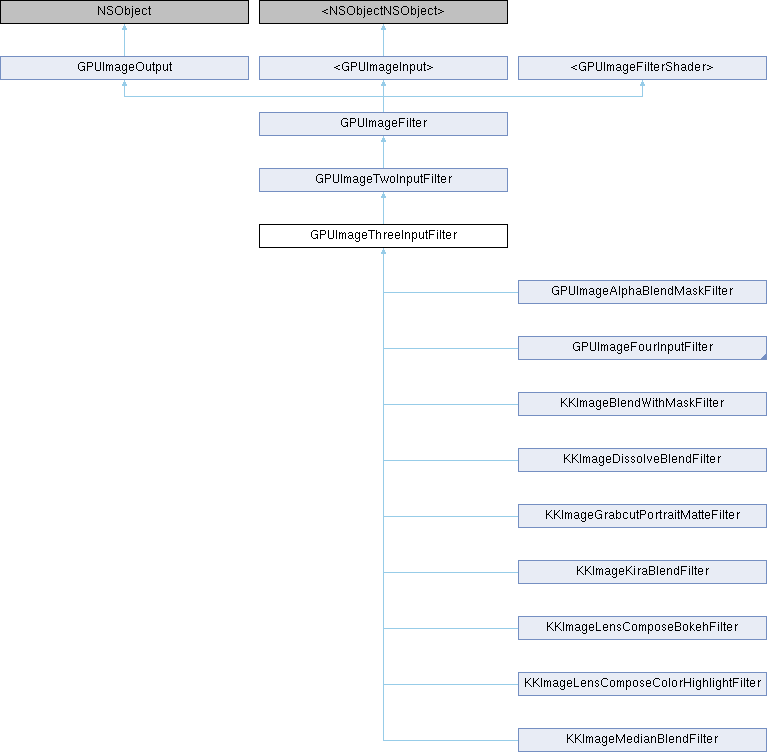 NSObject
<NSObjectNSObject>
GPUImageOutput
<GPUImageInput>
<GPUImageFilterShader>
GPUImageFilter
GPUImageTwoInputFilter
GPUImageThreeInputFilter
GPUImageAlphaBlendMaskFilter
GPUImageFourInputFilter
KKImageBlendWithMaskFilter
KKImageDissolveBlendFilter
KKImageGrabcutPortraitMatteFilter
KKImageKiraBlendFilter
KKImageLensComposeBokehFilter
KKImageLensComposeColorHighlightFilter
KKImageMedianBlendFilter